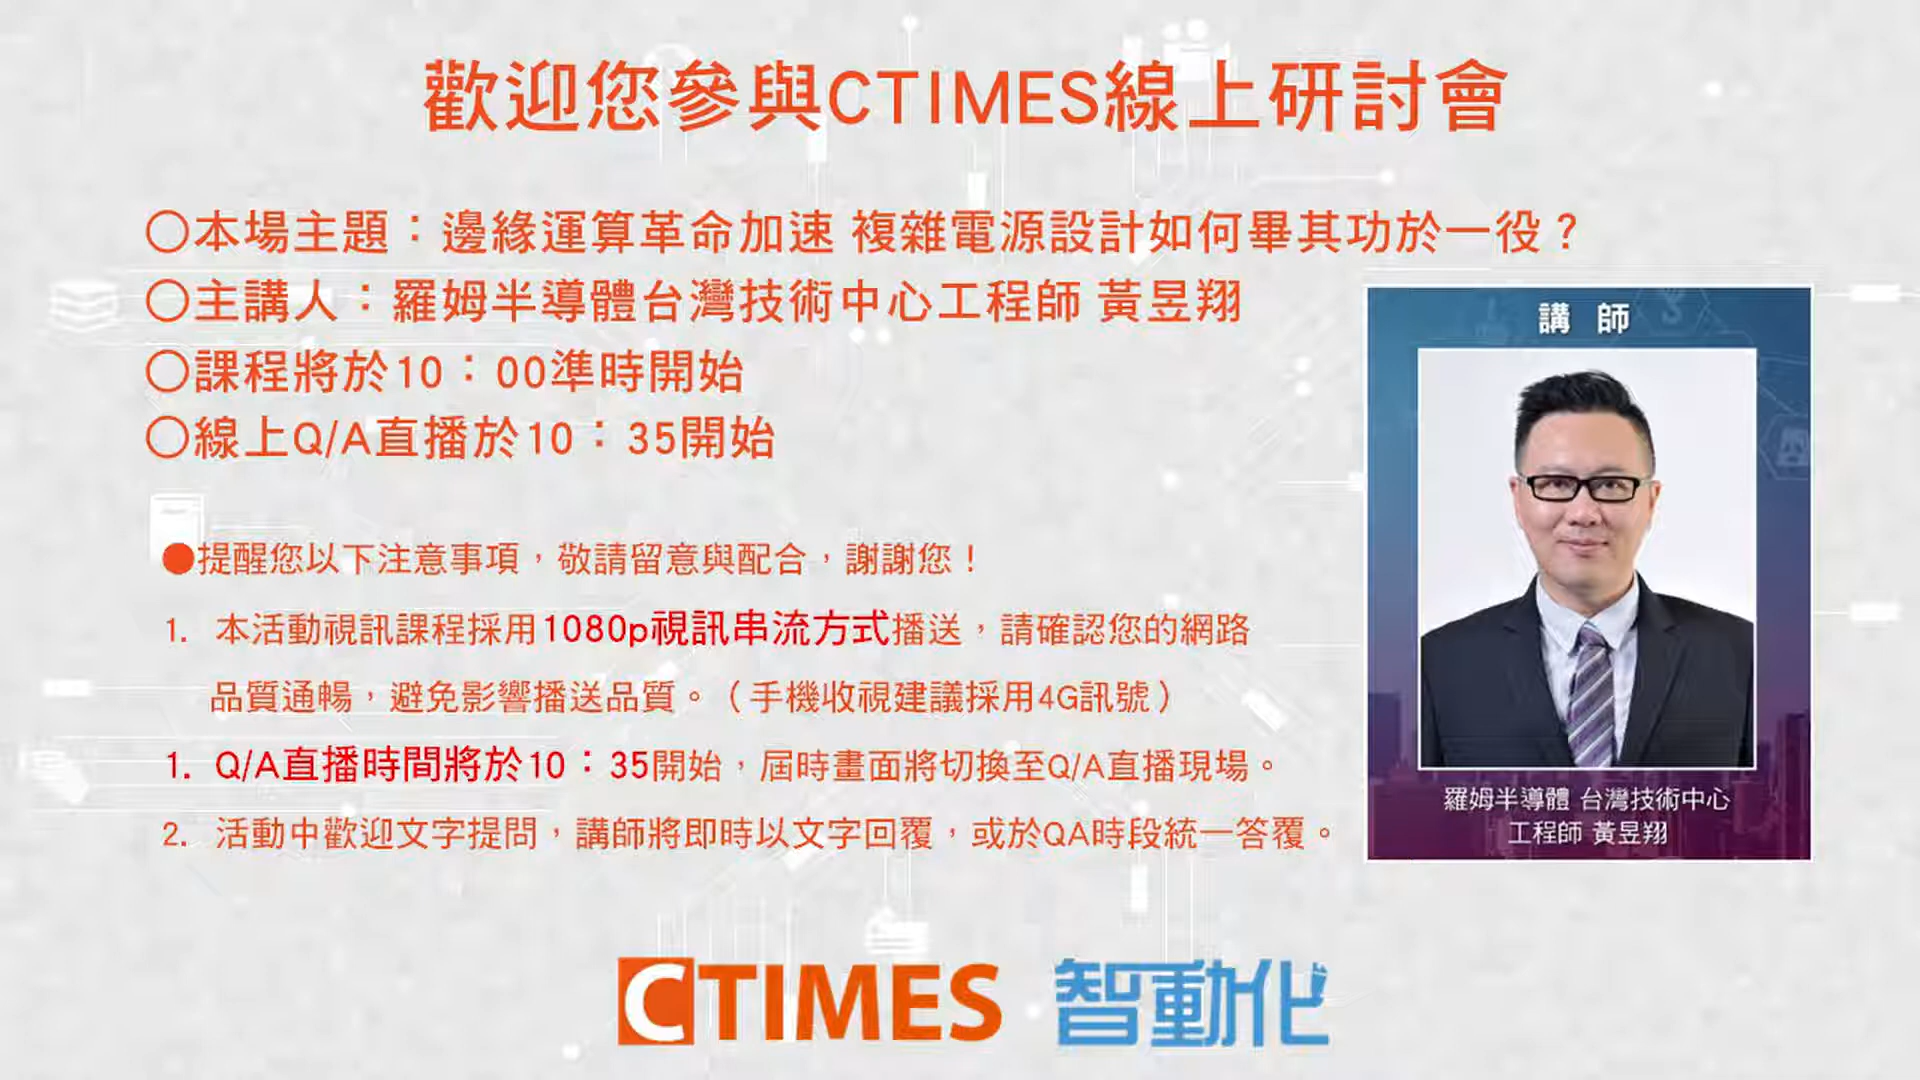 歡迎您參與CTIMES線上研討會
○本場主題：邊緣運算革命加速 複雜電源設計如何畢其功於一役？
○主講人：羅姆半導體台灣技術中心工程師 黃昱翔
○課程將於10：00準時開始
○線上Q/A直播於10：35開始
●提醒您以下注意事項，敬請留意與配合，謝謝您！
1. 本活動視訊課程採用1080p視訊串流方式播送，請確認您的網路
品質通暢，避免影響播送品質。（手機收視建議採用4G訊號）
1. Q/A直播時間將於10：35開始，屆時畫面將切換至Q/A直播現場。
2. 活動中歡迎文字提問，講師將即時以文字回覆，或於QA時段統一答覆。
講 師
羅姆半導體 台灣技術中心
工程師 黃昱翔
CTIMES 智動化